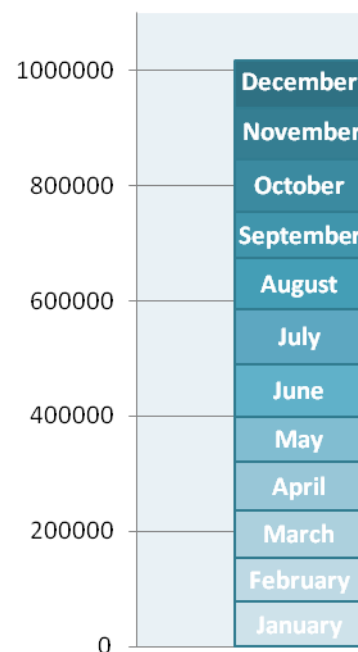 1000000
800000
600000
400000
200000
0
December
November
October
September
August
July
June
May
April
March
February
January